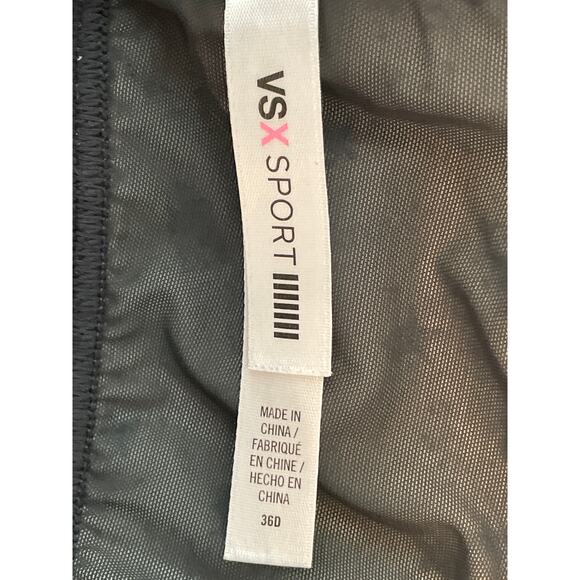 VSX SPORT
MADE IN
CHINA /
FABRIQUÉ
EN CHINE /
HECHO EN
CHINA
36D